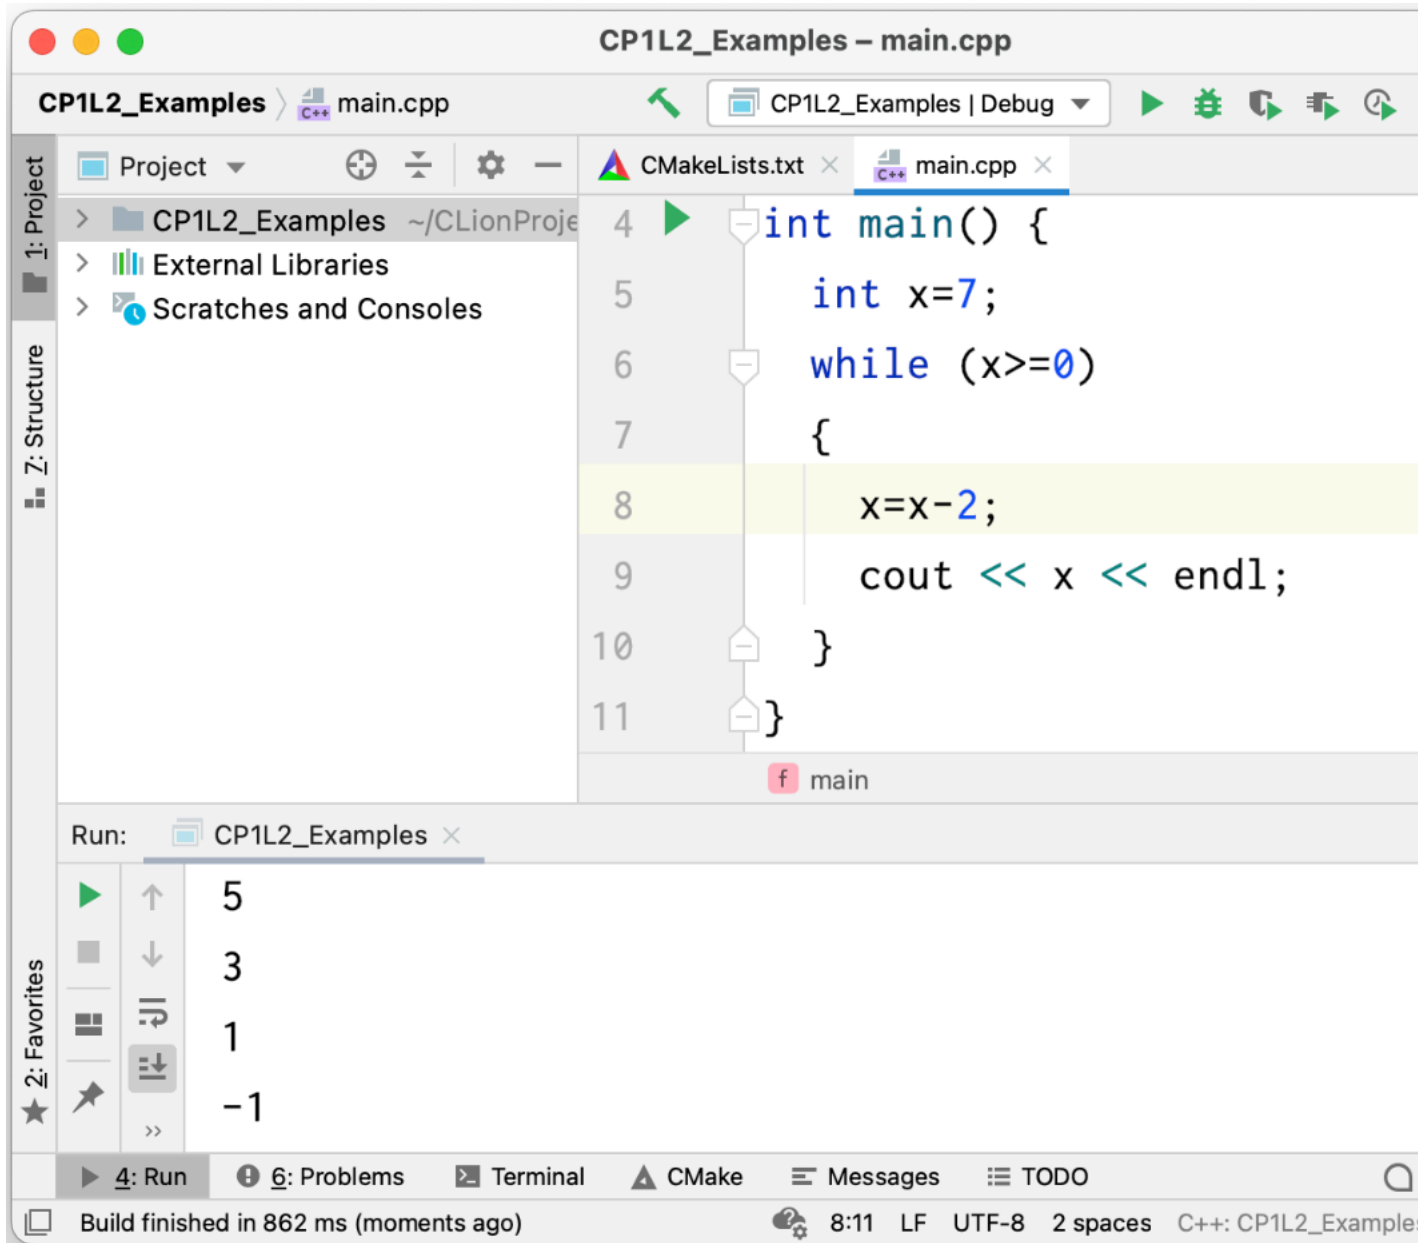 CP1L2_Examples – main.cpp
CP1L2_Examples
C++ main.cpp
CP1L2_Examples | Debug
1: Project
Project
CMakeLists.txt
C++ main.cpp
CP1L2_Examples ~/CLionProje
External Libraries
Scratches and Consoles
7: Structure
4 int main() {
5 int x=7;
6 while (x>=0)
7 {
8 x=x-2;
9 cout << x << endl;
10 }
11 }
f main
Run: CP1L2_Examples
5
3
1
-1
2: Favorites
4: Run
6: Problems
Terminal
CMake
Messages
TODO
Build finished in 862 ms (moments ago)
8:11 LF UTF-8 2 spaces C++: CP1L2_Examples